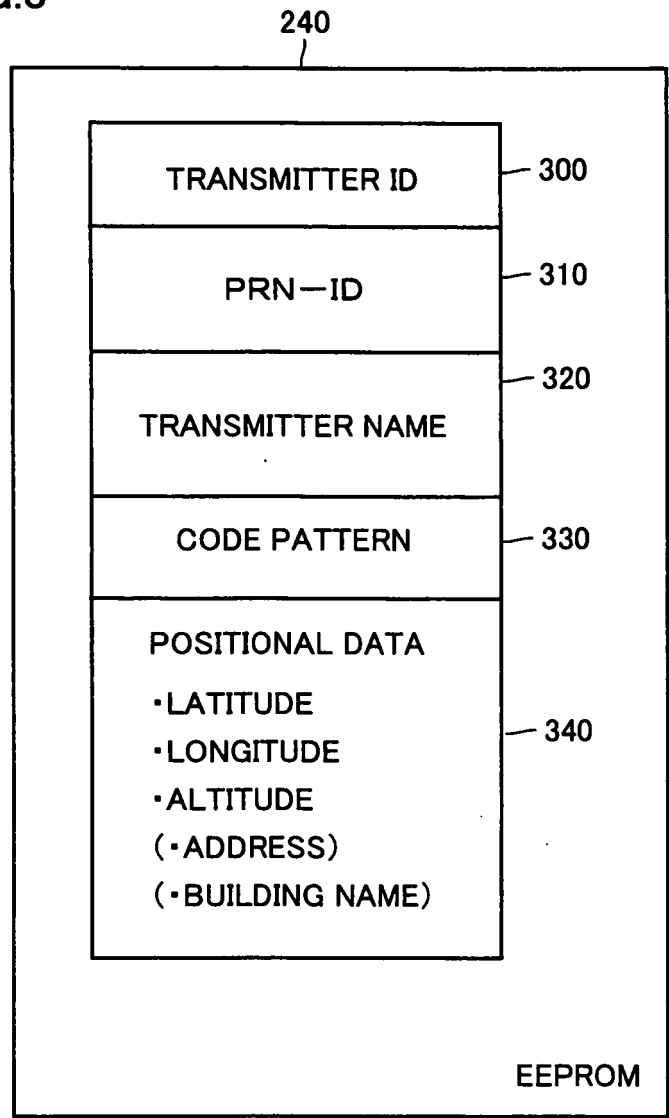 240
TRANSMITTER ID
300
PRN—ID
310
320
TRANSMITTER NAME
CODE PATTERN
330
POSITIONAL DATA
・LATITUDE
・LONGITUDE
340
・ALTITUDE
(・ADDRESS)
(・BUILDING NAME)
EEPROM